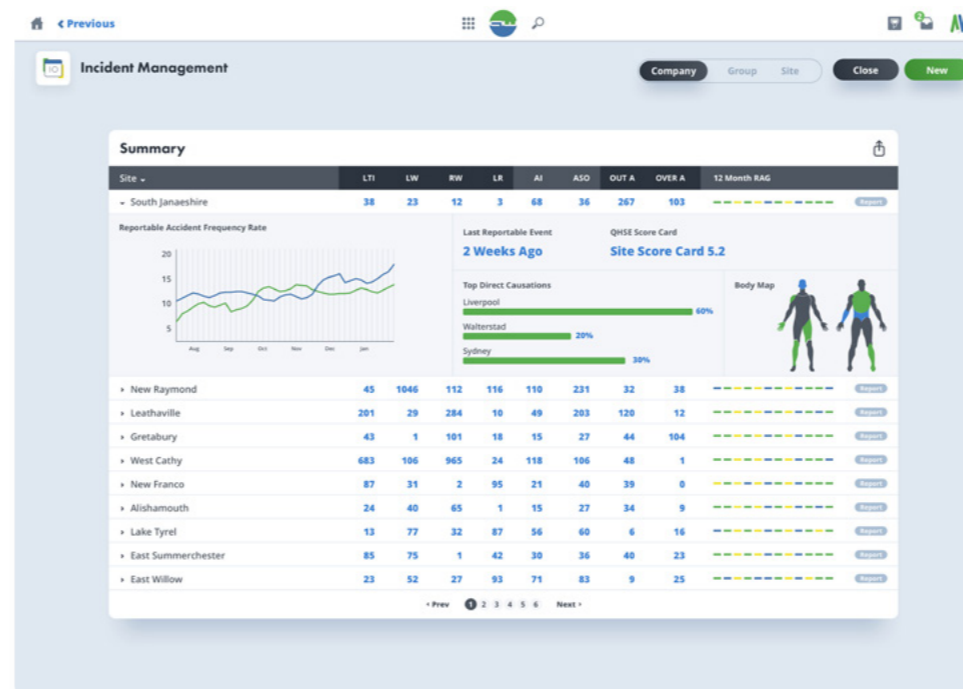 Previous
2
Incident Management
Company Group Site Close New
Summary
Site LTI LW RW LR AI ASO OUT A OVER A 12 Month RAG
South Janaeshire 38 23 12 3 68 36 267 103 Report
Reportable Accident Frequency Rate
20
15
10
5
Aug Sep Oct Nov Dec Jan
Last Reportable Event
2 Weeks Ago
QHSE Score Card
Site Score Card 5.2
Top Direct Causations
Liverpool
60%
Walterstad
20%
Sydney
30%
Body Map
New Raymond 45 1046 112 116 110 231 32 38 Report
Leathaville 201 29 284 10 49 203 120 12 Report
Gretabury 43 1 101 18 15 27 44 104 Report
West Cathy 683 106 965 24 118 106 48 1 Report
New Franco 87 31 2 95 21 40 39 0 Report
Alishamouth 24 40 65 1 15 27 34 9 Report
Lake Tyrel 13 77 32 87 56 60 6 16 Report
East Summerchester 85 75 1 42 30 36 40 23 Report
East Willow 23 52 27 93 71 83 9 25 Report
Prev 1 2 3 4 5 6 Next